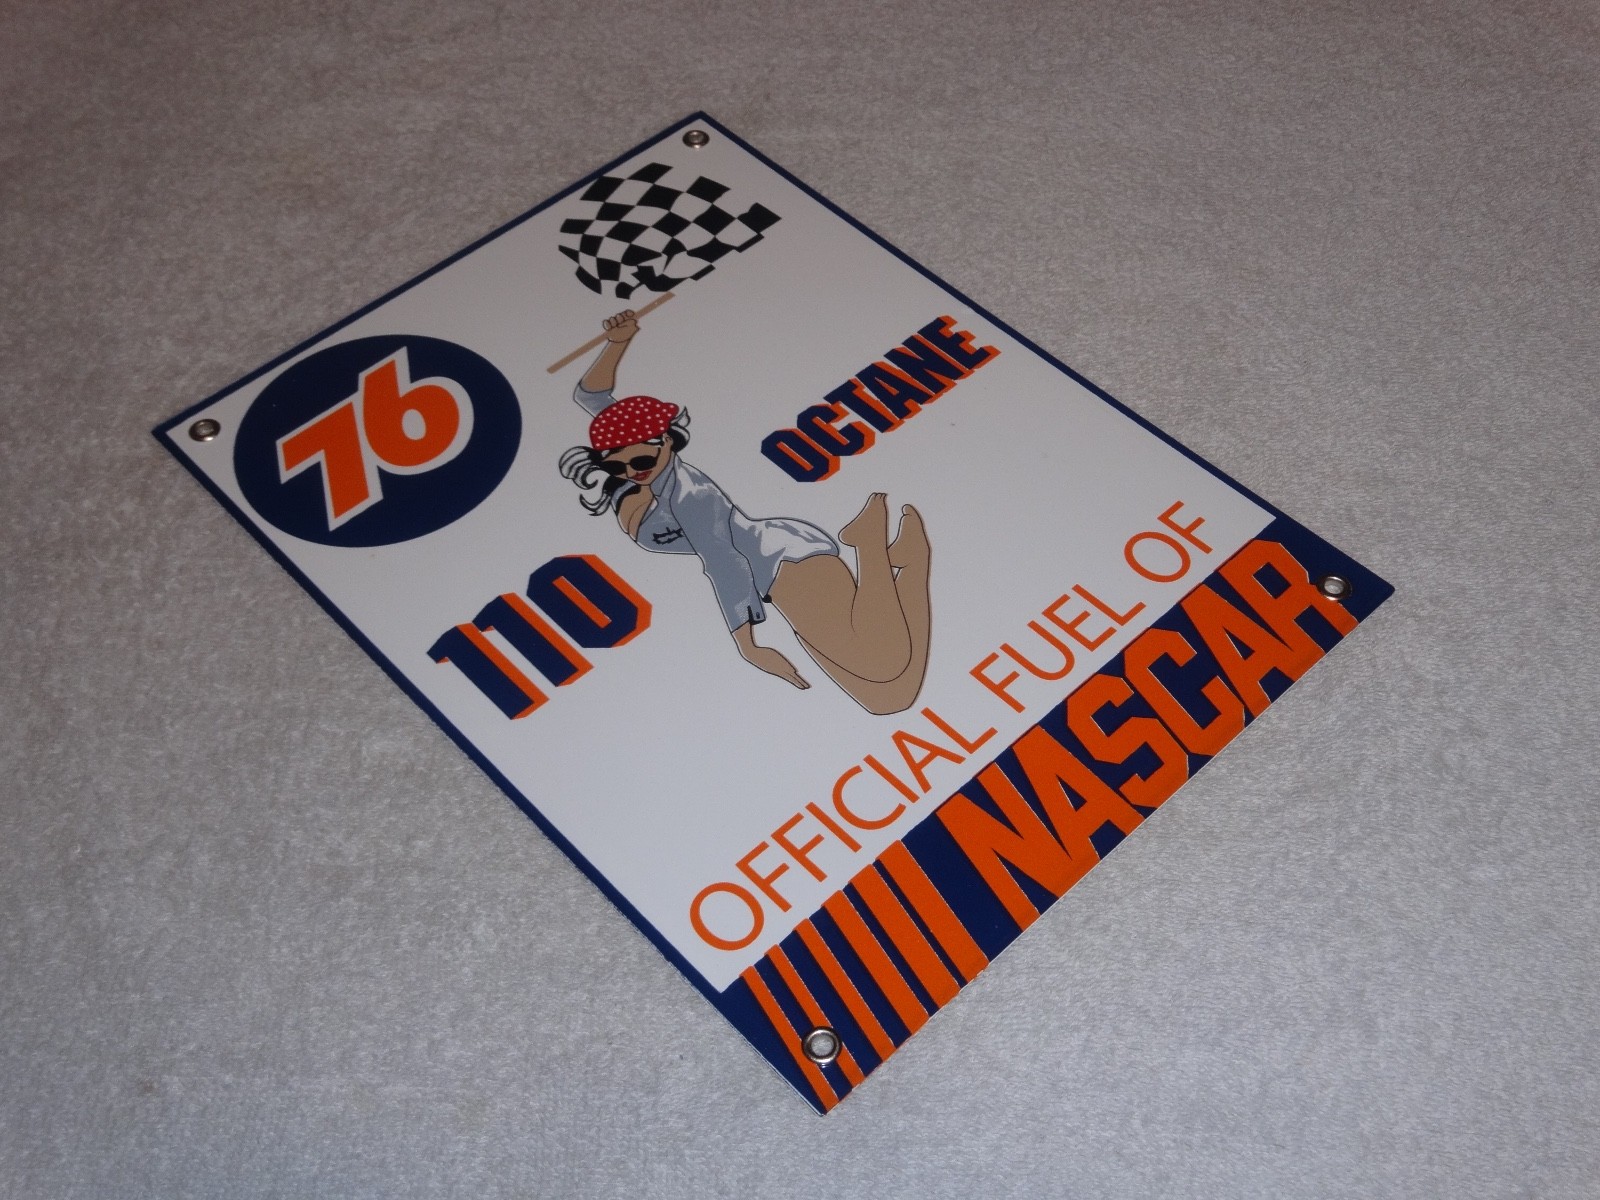 76
110
OCTANE
OFFICIAL FUEL OF
NASCAR